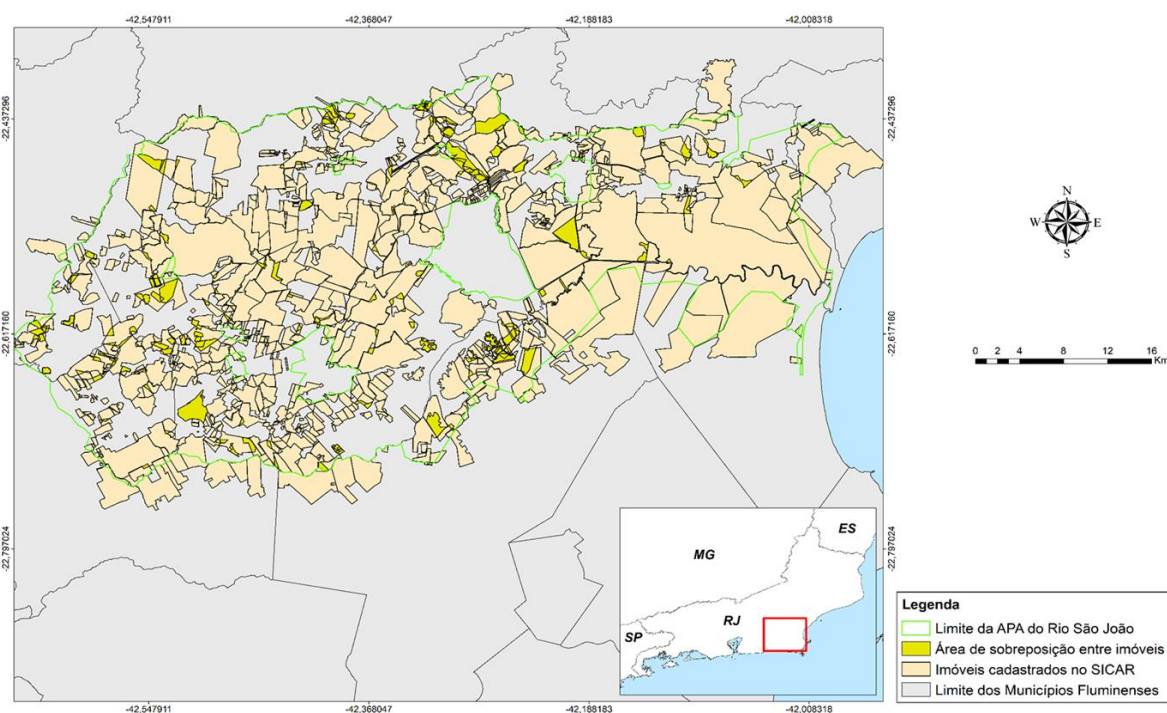 -42,547911 -42,368047 -42,188183 -42,008318
-22,437296 -22,437296
-22,617160 -22,617160
-22,797024 -22,797024
N
W E
S
0 2 4 8 12 16
Km
ES
MG
RJ
SP
-42,547911 -42,368047 -42,188183 -42,008318
Legenda
Limite da APA do Rio São João
Área de sobreposição entre imóveis
Imóveis cadastrados no SICAR
Limite dos Municípios Fluminenses